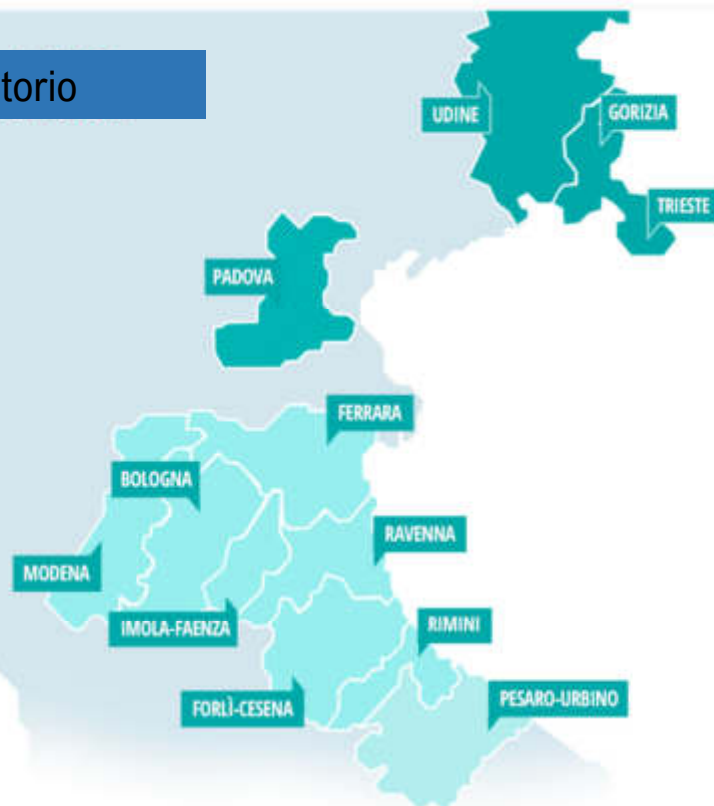 torio
UDINE
GORIZIA
TRIESTE
PADOVA
FERRARA
BOLOGNA
RAVENNA
MODENA
IMOLA-FAENZA
RIMINI
FORLÌ-CESENA
PESARO-URBINO